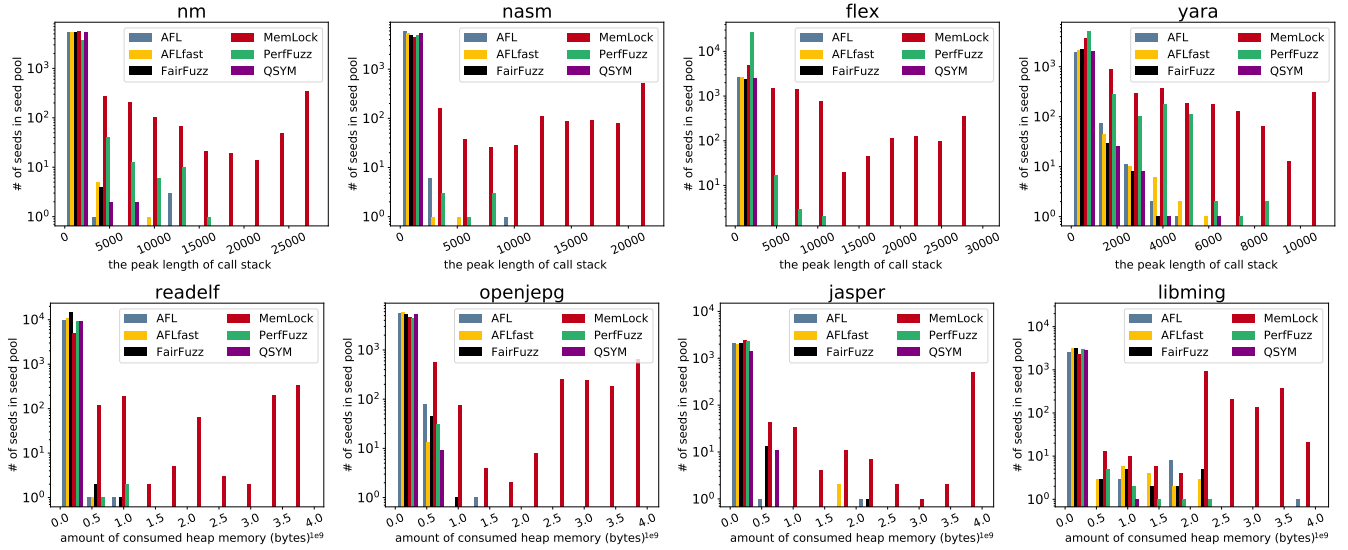 nm
# of seeds in seed pool
10³
10²
10¹
10⁰
AFL
AFLfast
FairFuzz
MemLock
PerfFuzz
QSYM
0
5000
10000
15000
20000
25000
the peak length of call stack
nasm
# of seeds in seed pool
10³
10²
10¹
10⁰
AFL
AFLfast
FairFuzz
MemLock
PerfFuzz
QSYM
0
5000
10000
15000
20000
the peak length of call stack
flex
# of seeds in seed pool
10⁴
10³
10²
10¹
AFL
AFLfast
FairFuzz
MemLock
PerfFuzz
QSYM
0
5000
10000
15000
20000
25000
30000
the peak length of call stack
yara
# of seeds in seed pool
10³
10²
10¹
10⁰
AFL
AFLfast
FairFuzz
MemLock
PerfFuzz
QSYM
0
2000
4000
6000
8000
10000
the peak length of call stack
readelf
# of seeds in seed pool
10⁴
10³
10²
10¹
10⁰
AFL
AFLfast
FairFuzz
MemLock
PerfFuzz
QSYM
0.0
0.5
1.0
1.5
2.0
2.5
3.0
3.5
4.0
amount of consumed heap memory (bytes)1e9
openjepg
# of seeds in seed pool
10³
10²
10¹
10⁰
AFL
AFLfast
FairFuzz
MemLock
PerfFuzz
QSYM
0.0
0.5
1.0
1.5
2.0
2.5
3.0
3.5
4.0
amount of consumed heap memory (bytes)1e9
jasper
# of seeds in seed pool
10⁴
10³
10²
10¹
10⁰
AFL
AFLfast
FairFuzz
MemLock
PerfFuzz
QSYM
0.0
0.5
1.0
1.5
2.0
2.5
3.0
3.5
4.0
amount of consumed heap memory (bytes)1e9
libming
# of seeds in seed pool
10⁴
10³
10²
10¹
10⁰
AFL
AFLfast
FairFuzz
MemLock
PerfFuzz
QSYM
0.0
0.5
1.0
1.5
2.0
2.5
3.0
3.5
4.0
amount of consumed heap memory (bytes)1e9